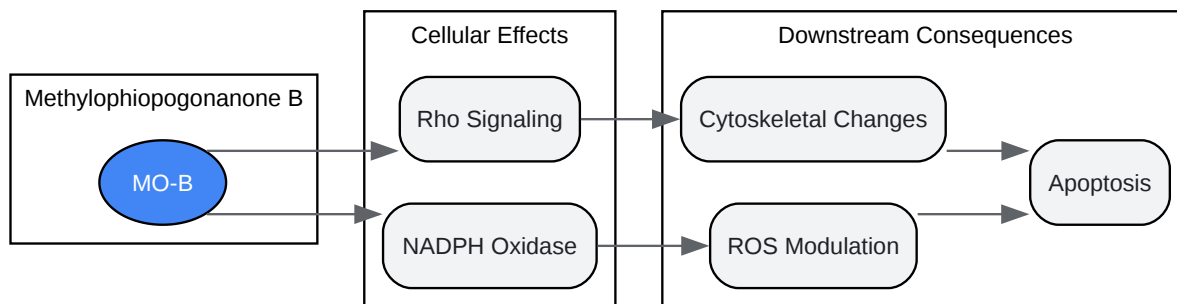 Methylophiopogonanone B
MO-B
Cellular Effects
Rho Signaling
NADPH Oxidase
Downstream Consequences
Cytoskeletal Changes
ROS Modulation
Apoptosis